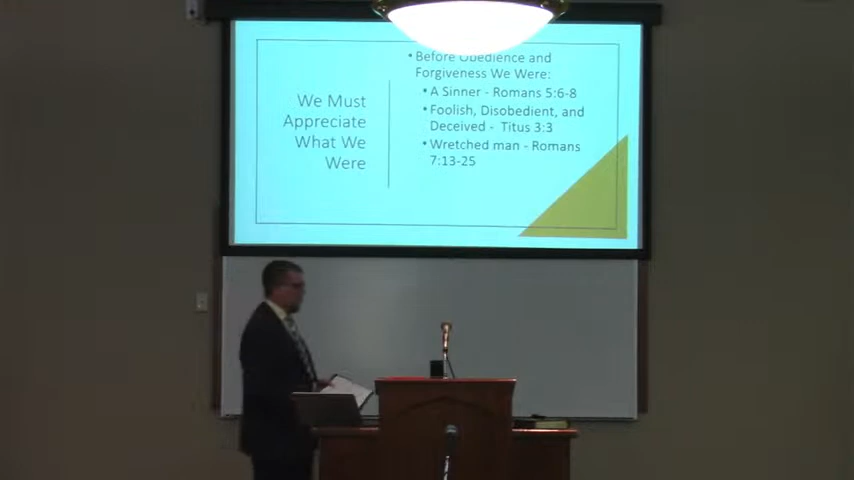 We Must
Appreciate
What We
Were
• Before Obedience and
Forgiveness We Were:
• A Sinner - Romans 5:6-8
• Foolish, Disobedient, and
Deceived - Titus 3:3
• Wretched man - Romans
7:13-25